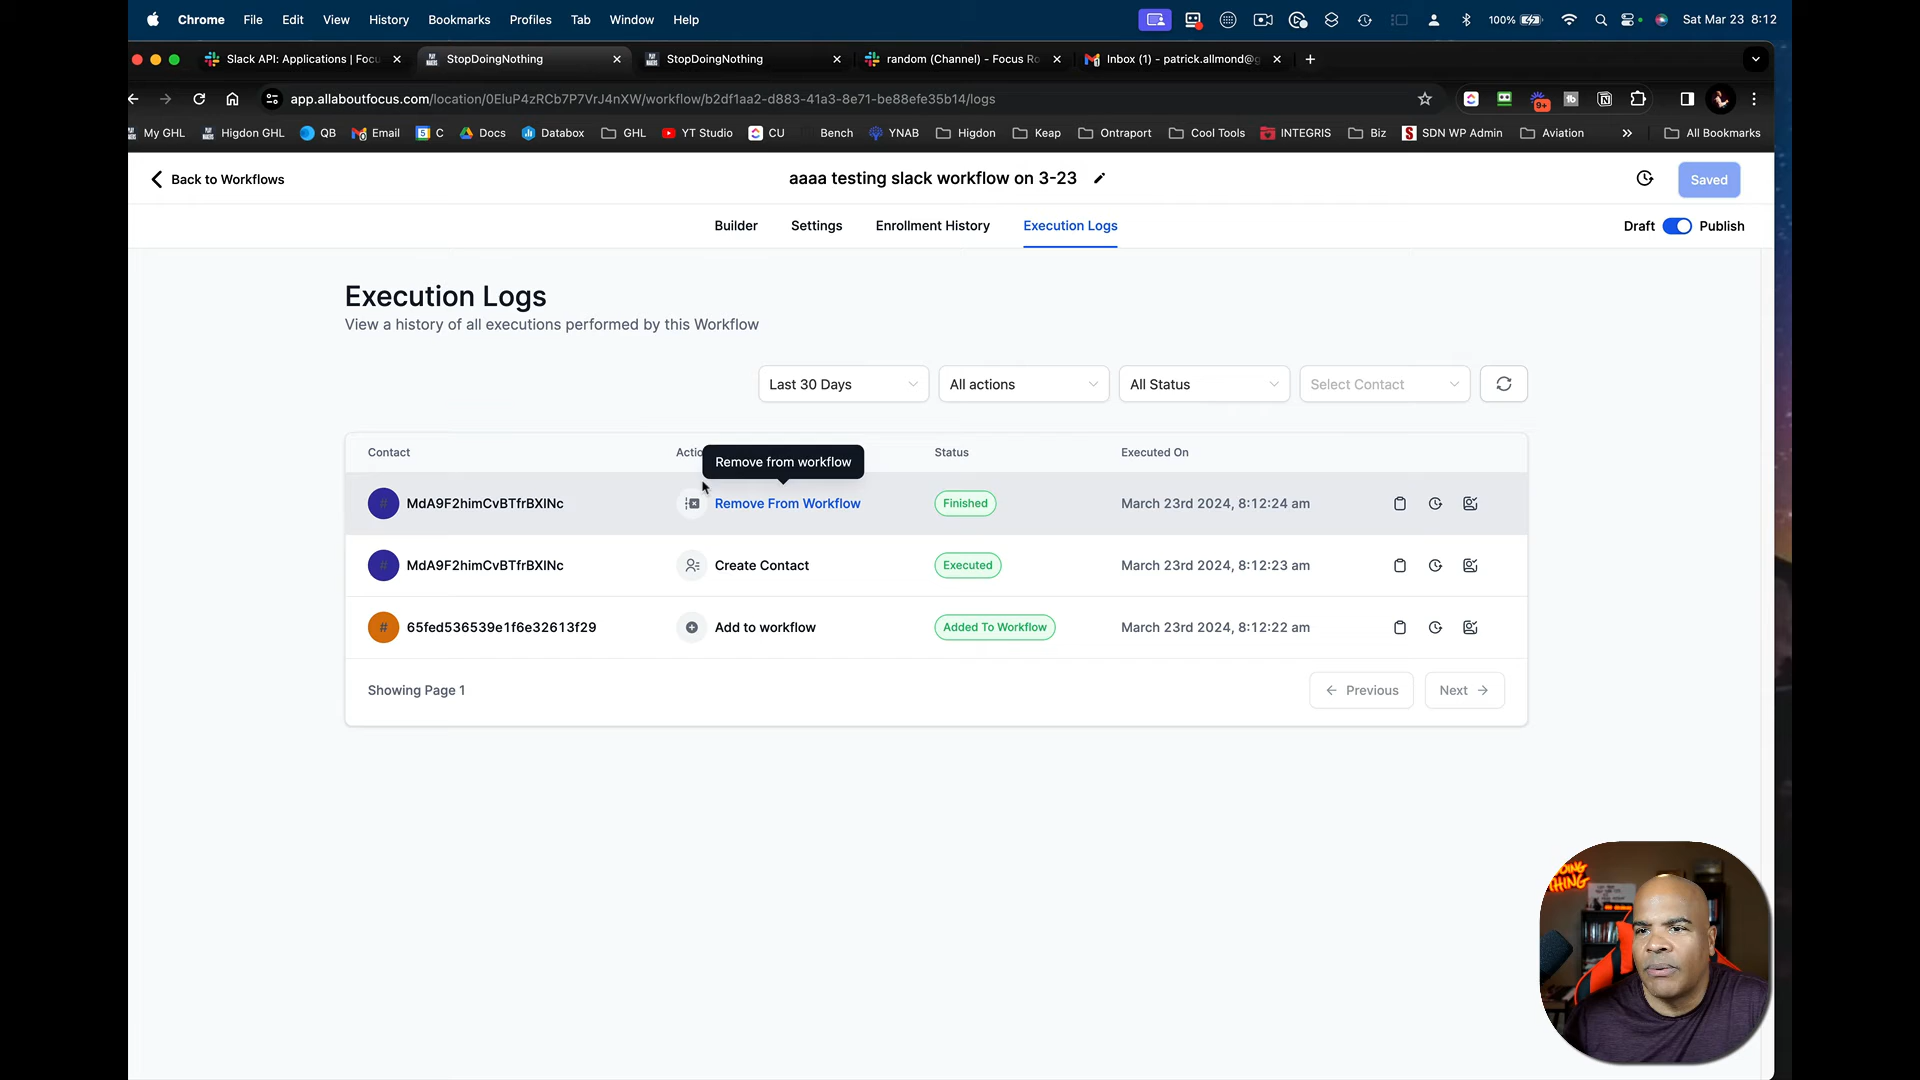 Chrome File Edit View History Bookmarks Profiles Tab Window Help 100% Sat Mar 23 8:12
Slack API: Applications | Focu StopDoingNothing StopDoingNothing random (Channel) - Focus Ro Inbox (1) - patrick.allmond@g
app.allaboutfocus.com/location/0EluP4zRCb7P7VrJ4nXW/workflow/b2df1aa2-d883-41a3-8e71-be88efe35b14/logs 9+
My GHL Higdon GHL QB Email C Docs Databox GHL YT Studio CU Bench YNAB Higdon Keap Ontraport Cool Tools INTEGRIS Biz SDN WP Admin Aviation » All Bookmarks
Back to Workflows aaaa testing slack workflow on 3-23 Saved
Builder Settings Enrollment History Execution Logs Draft Publish
Execution Logs
View a history of all executions performed by this Workflow
Last 30 Days All actions All Status Select Contact
Contact Actio Status Executed On
Remove from workflow
# MdA9F2himCvBTfrBXINc Remove From Workflow Finished March 23rd 2024, 8:12:24 am
# MdA9F2himCvBTfrBXINc Create Contact Executed March 23rd 2024, 8:12:23 am
# 65fed536539e1f6e32613f29 Add to workflow Added To Workflow March 23rd 2024, 8:12:22 am
Showing Page 1 Previous Next